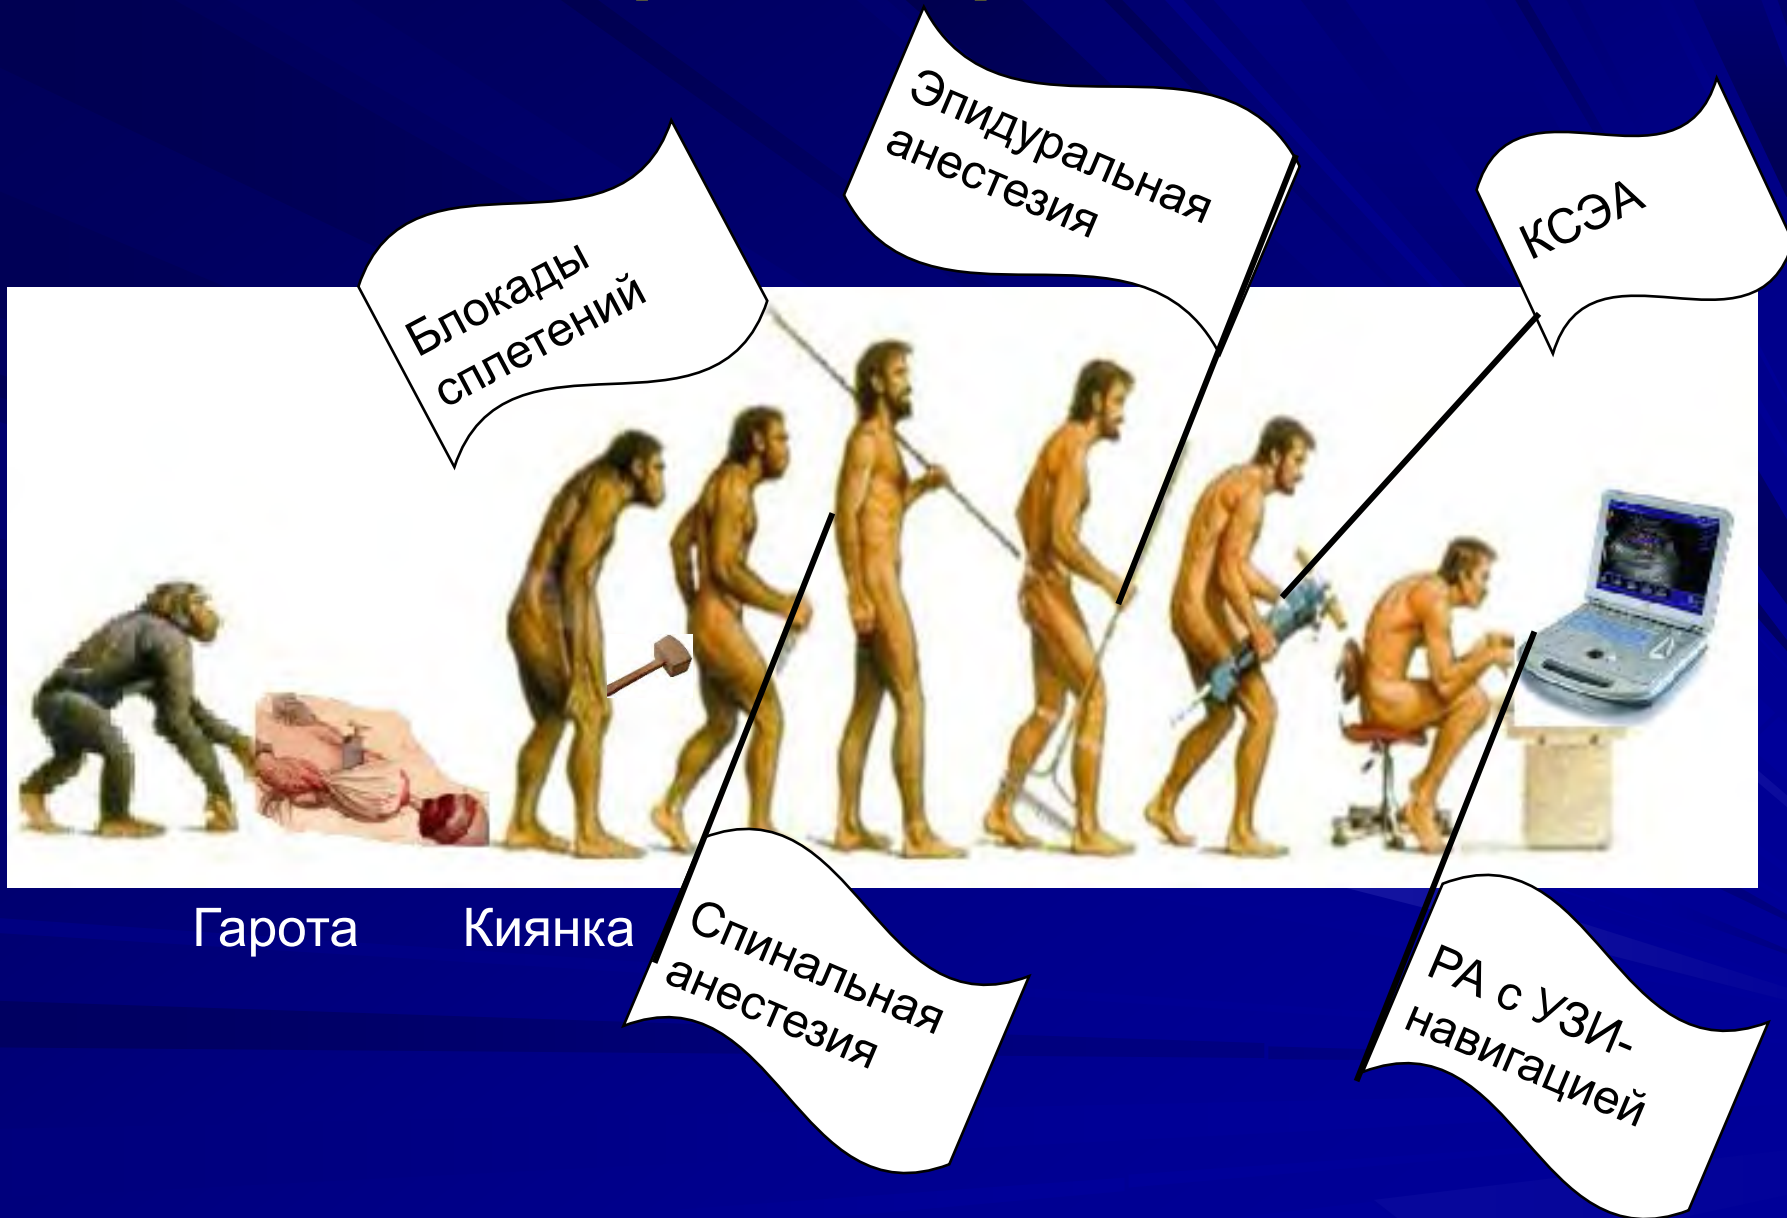 Эпидуральная
анестезия
КСЭА
Блокады
сплетений
Гарота
Киянка
Спинальная
анестезия
РА с УЗИ-
навигацией